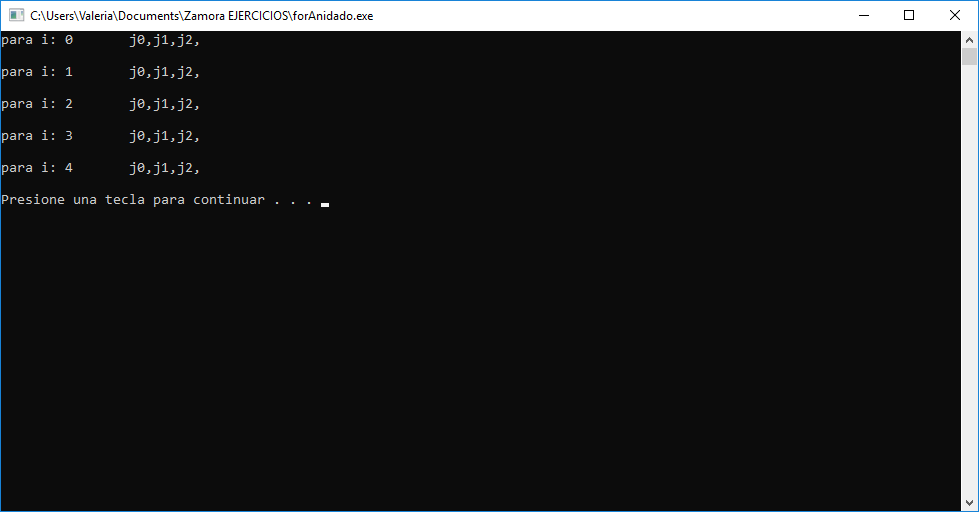 C:\Users\Valeria\Documents\Zamora EJERCICIOS\forAnidado.exe
para i: 0       j0,j1,j2,
para i: 1       j0,j1,j2,
para i: 2       j0,j1,j2,
para i: 3       j0,j1,j2,
para i: 4       j0,j1,j2,
Presione una tecla para continuar . . .